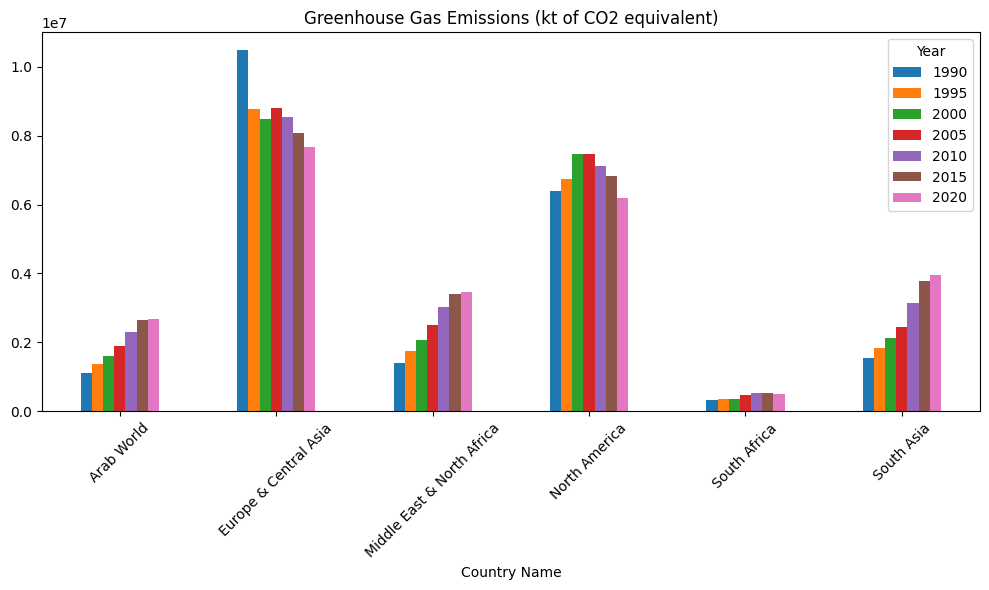 Greenhouse Gas Emissions (kt of CO2 equivalent)
1e7
1.0
0.8
0.6
0.4
0.2
0.0
Year
1990
1995
2000
2005
2010
2015
2020
Arab World
Europe & Central Asia
Middle East & North Africa
North America
South Africa
South Asia
Country Name